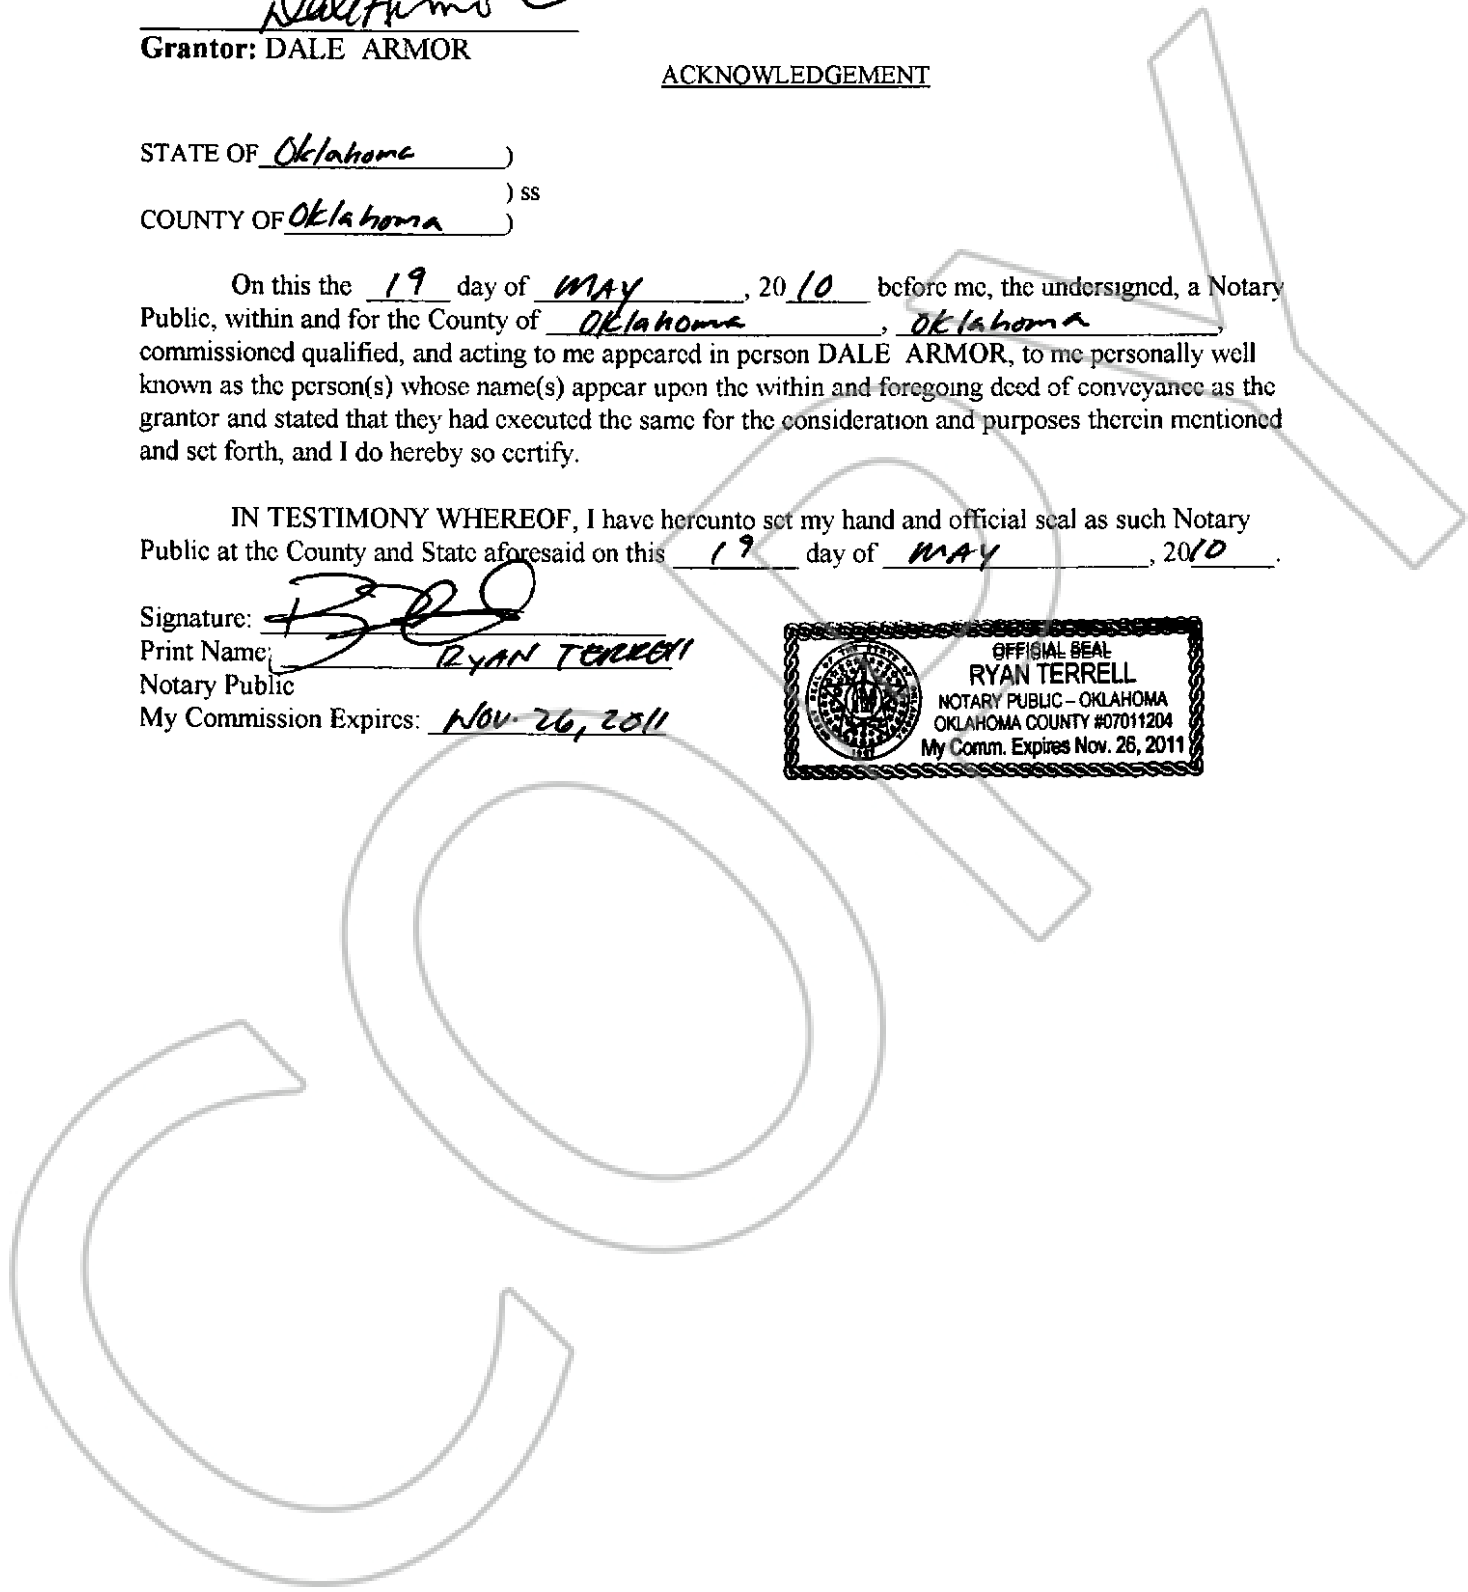 Dale Armor
Grantor: DALE ARMOR
ACKNOWLEDGEMENT
STATE OF Oklahoma )
) ss
COUNTY OF Oklahoma )
On this the 19 day of MAY, 2010 before me, the undersigned, a Notary
Public, within and for the County of Oklahoma, Oklahoma,
commissioned qualified, and acting to me appeared in person DALE ARMOR, to me personally well
known as the person(s) whose name(s) appear upon the within and foregoing deed of conveyance as the
grantor and stated that they had executed the same for the consideration and purposes therein mentioned
and set forth, and I do hereby so certify.
IN TESTIMONY WHEREOF, I have hereunto set my hand and official seal as such Notary
Public at the County and State aforesaid on this 19 day of MAY, 2010.
Signature:
Print Name: RYAN TERRELL
Notary Public
My Commission Expires: Nov. 26, 2011
OFFICIAL SEAL
RYAN TERRELL
NOTARY PUBLIC – OKLAHOMA
OKLAHOMA COUNTY #07011204
My Comm. Expires Nov. 26, 2011
COPY